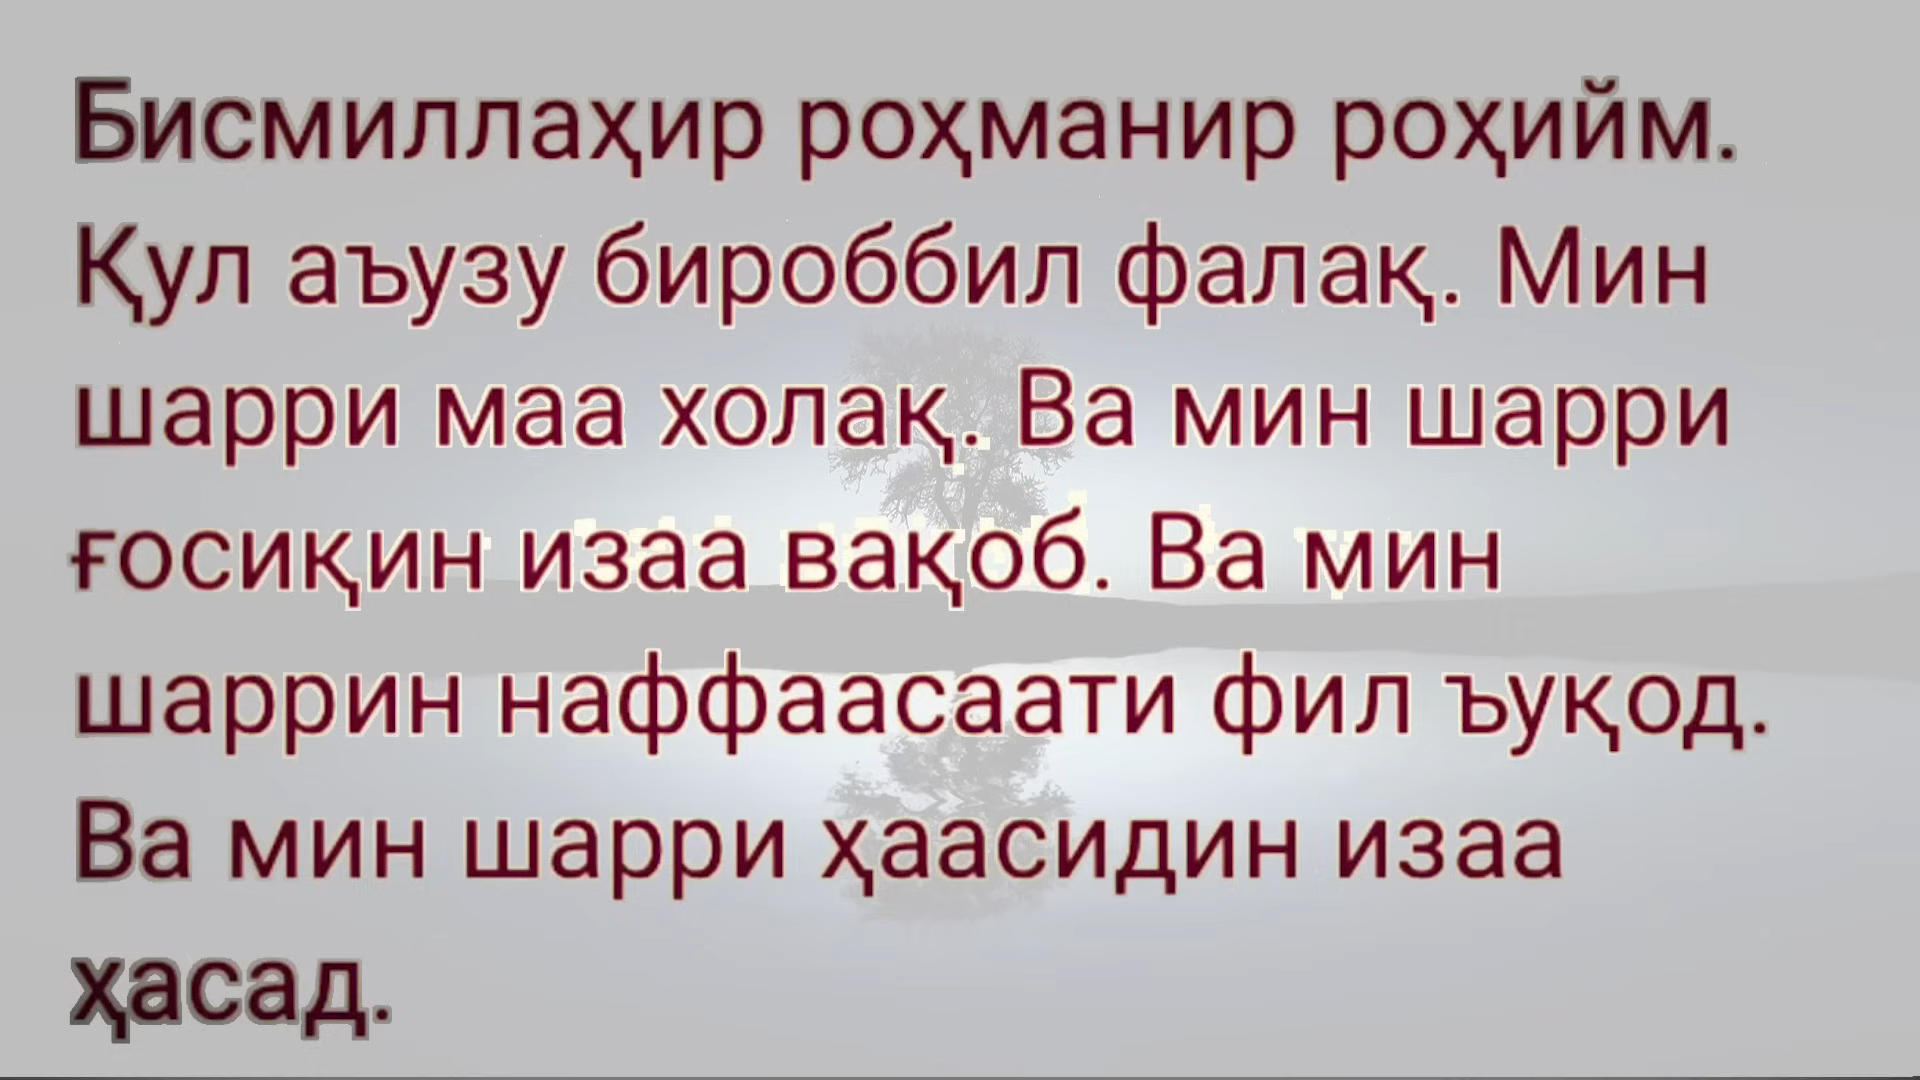 Бисмиллаҳир роҳманир роҳийм.
Қул аъузу бироббил фалақ. Мин
шарри маа холақ. Ва мин шарри
ғосиқин изаа вақоб. Ва мин
шаррин наффаасаати фил ъуқод.
Ва мин шарри ҳаасидин изаа
ҳасад.